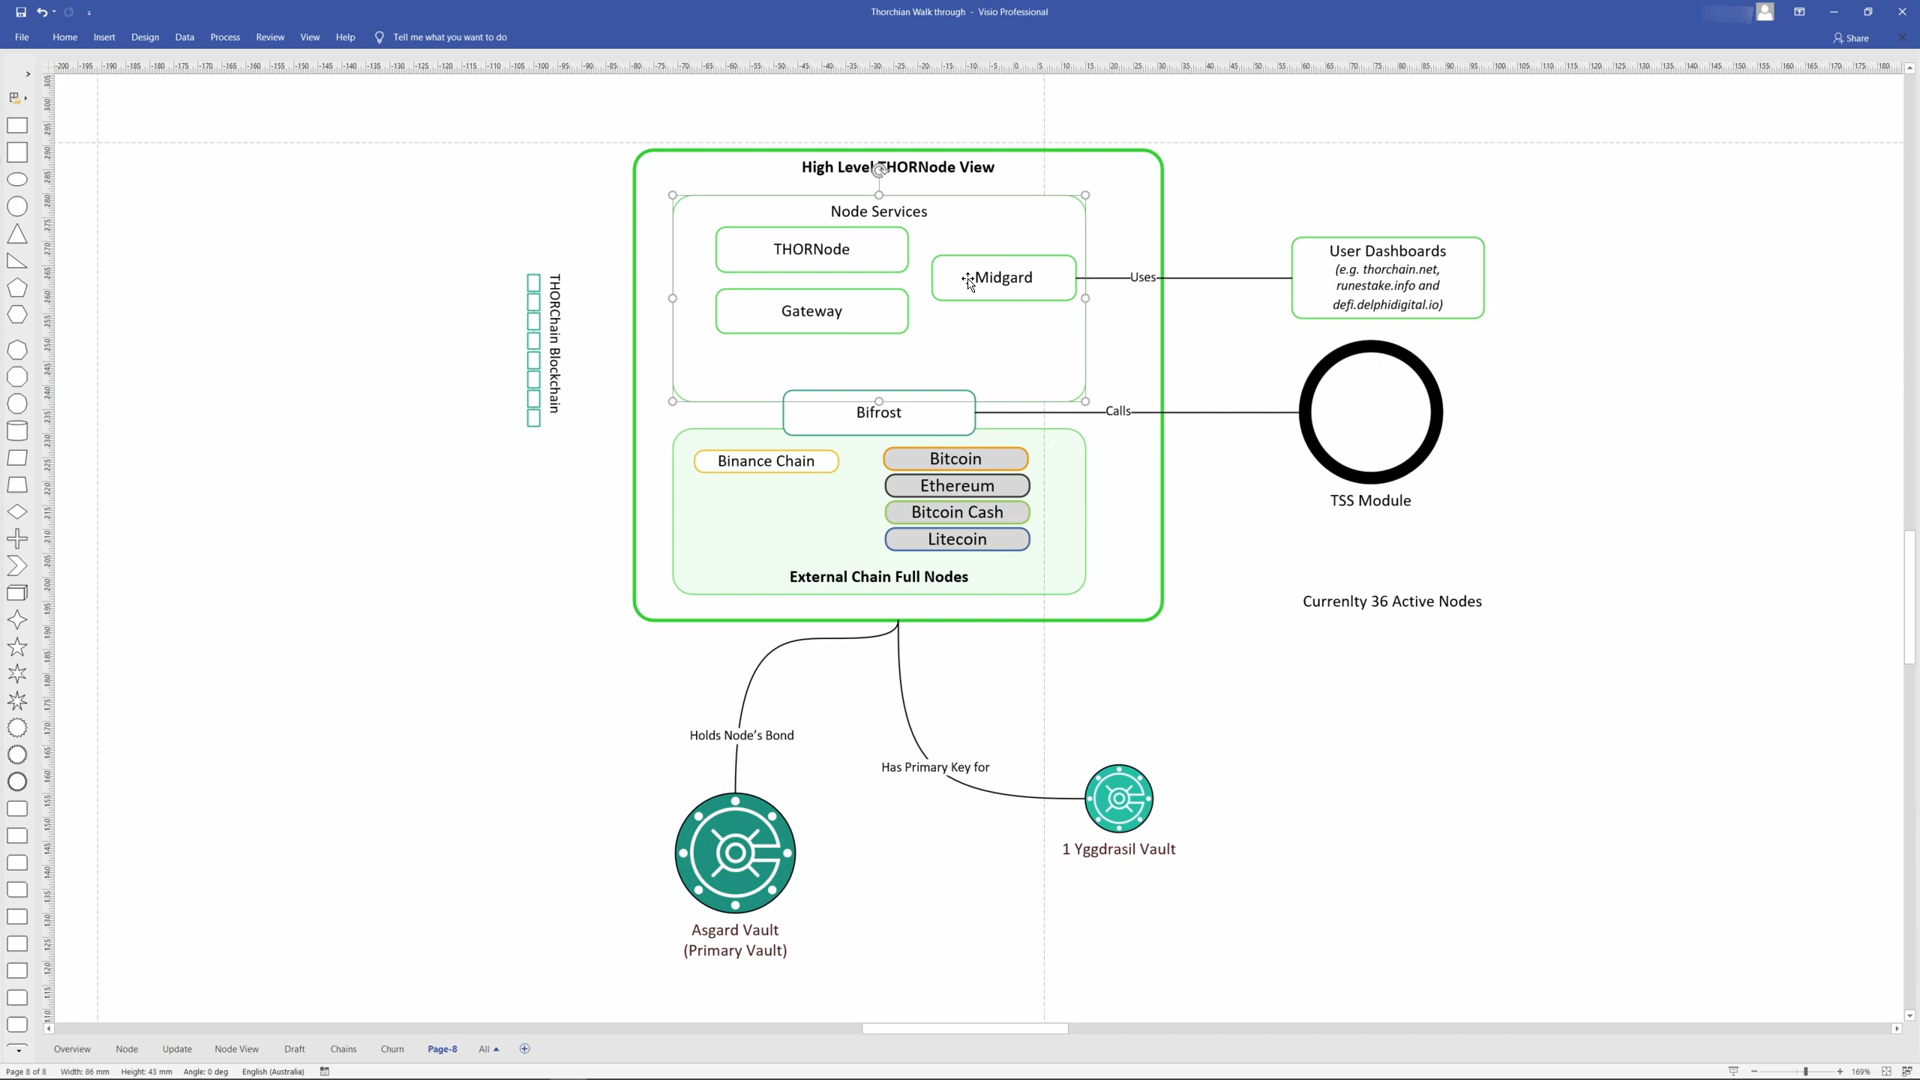 Thorchian Walk through - Visio Professional
File Home Insert Design Data Process Review View Help Tell me what you want to do
Share
High Level THORNode View
Node Services
THORNode
Midgard
Gateway
Uses
User Dashboards
(e.g. thorchain.net,
runestake.info and
defi.delphidigital.io)
THORChain Blockchain
Bifrost
Calls
TSS Module
Binance Chain
Bitcoin
Ethereum
Bitcoin Cash
Litecoin
External Chain Full Nodes
Currenlty 36 Active Nodes
Holds Node's Bond
Has Primary Key for
1 Yggdrasil Vault
Asgard Vault
(Primary Vault)
Overview Node Update Node View Draft Chains Churn Page-8 All
Page 8 of 8 Width: 86 mm Height: 43 mm Angle: 0 deg English (Australia) 169%